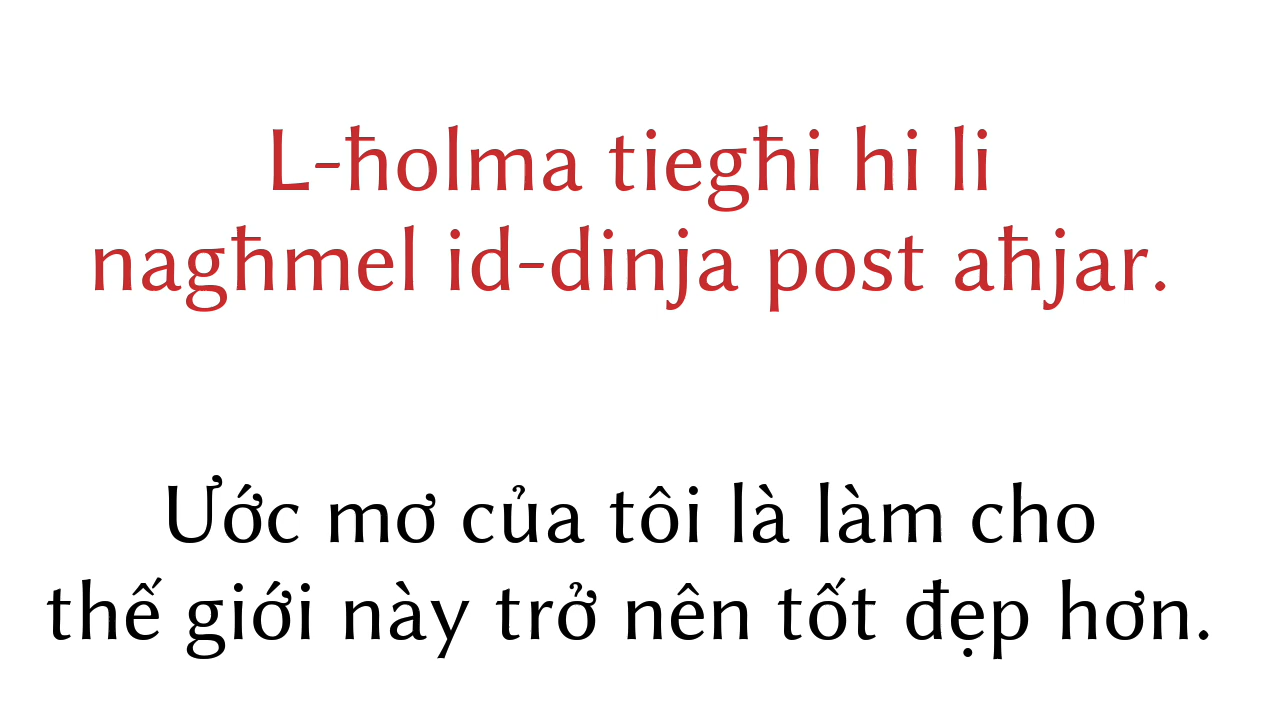 L-ħolma tiegħi hi li
nagħmel id-dinja post aħjar.
Ước mơ của tôi là làm cho
thế giới này trở nên tốt đẹp hơn.